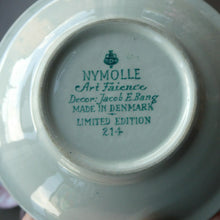 NYMOLLE
Art Faience
Decor: Jacob E. Bang
MADE IN DENMARK
LIMITED EDITION
214